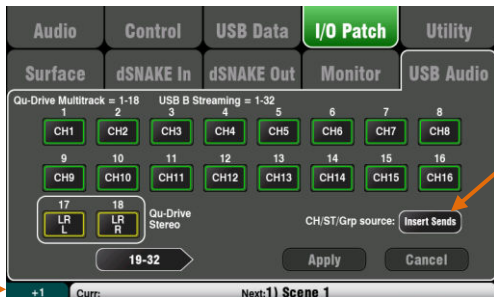 Audio Control USB Data I/O Patch Utility
Surface dSNAKE In dSNAKE Out Monitor USB Audio
Qu-Drive Multitrack = 1-18 USB B Streaming = 1-32
1 2 3 4 5 6 7 8
CH1 CH2 CH3 CH4 CH5 CH6 CH7 CH8
9 10 11 12 13 14 15 16
CH9 CH10 CH11 CH12 CH13 CH14 CH15 CH16
17 18
LR L LR R Qu-Drive Stereo CH/ST/Grp source: Insert Sends
19-32 Apply Cancel
+1 Curr: Next:1) Scene 1